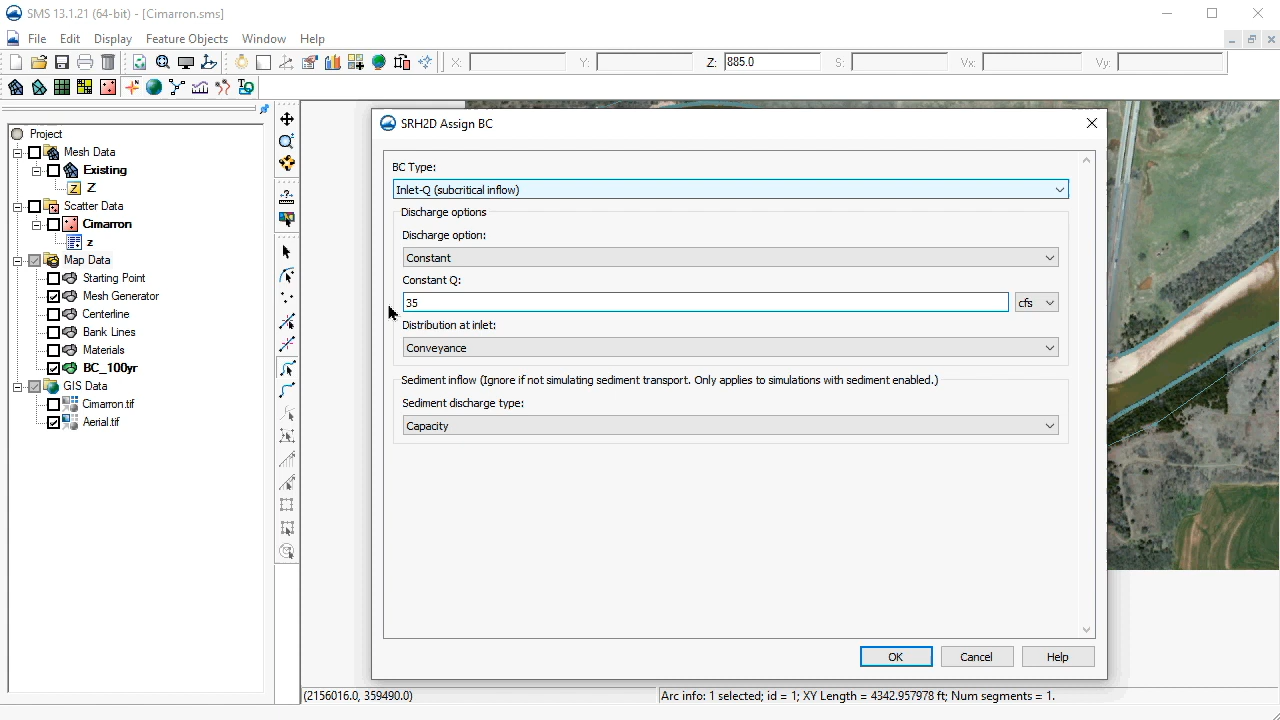 SMS 13.1.21 (64-bit) - [Cimarron.sms]
File Edit Display Feature Objects Window Help
X: Y: Z: 885.0 S: Vx: Vy:
Project
Mesh Data
Existing
Z
Scatter Data
Cimarron
z
Map Data
Starting Point
Mesh Generator
Centerline
Bank Lines
Materials
BC_100yr
GIS Data
Cimarron.tif
Aerial.tif
SRH2D Assign BC
BC Type:
Inlet-Q (subcritical inflow)
Discharge options
Discharge option:
Constant
Constant Q:
35 cfs
Distribution at inlet:
Conveyance
Sediment inflow (Ignore if not simulating sediment transport. Only applies to simulations with sediment enabled.)
Sediment discharge type:
Capacity
OK Cancel Help
(2156016.0, 359490.0) Arc info: 1 selected; id = 1; XY Length = 4342.957978 ft; Num segments = 1.